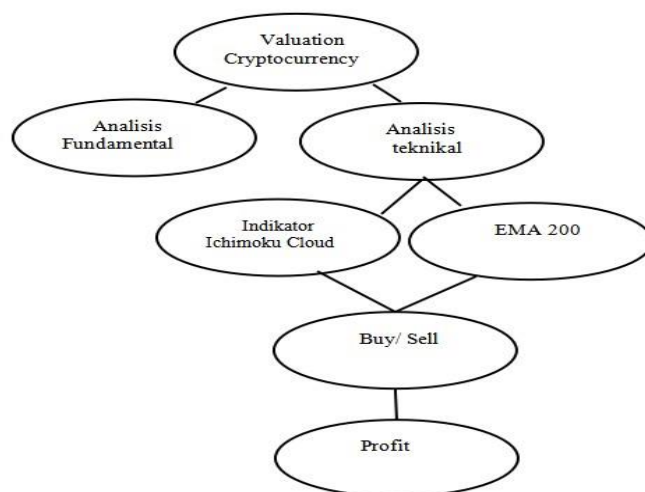 Valuation
Cryptocurrency
Analisis
Fundamental
Analisis
teknikal
Indikator
Ichimoku Cloud
EMA 200
Buy/ Sell
Profit